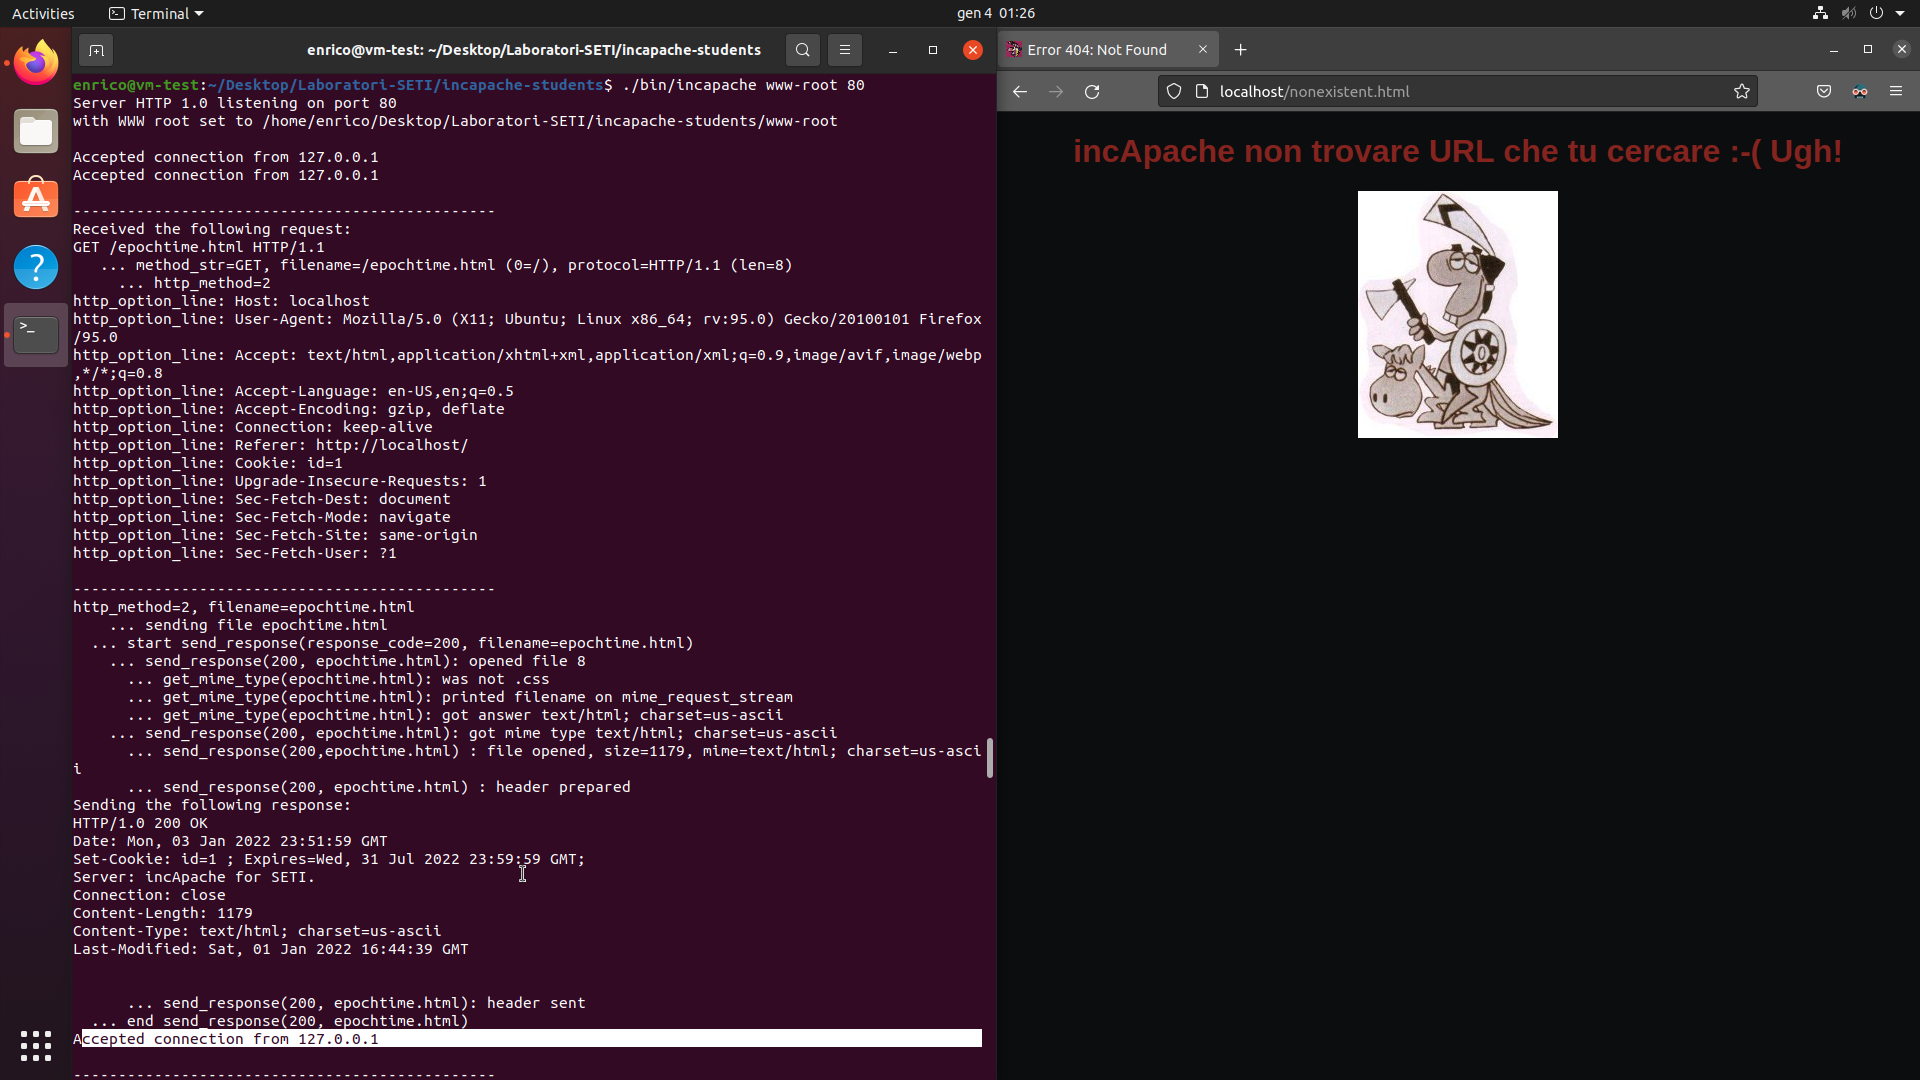 Activities
Terminal
gen 4 01:26
enrico@vm-test: ~/Desktop/Laboratori-SETI/incapache-students
enrico@vm-test:~/Desktop/Laboratori-SETI/incapache-students$ ./bin/incapache www-root 80
Server HTTP 1.0 listening on port 80
with WWW root set to /home/enrico/Desktop/Laboratori-SETI/incapache-students/www-root
Accepted connection from 127.0.0.1
Accepted connection from 127.0.0.1
-----------------------------------------------
Received the following request:
GET /epochtime.html HTTP/1.1
... method_str=GET, filename=/epochtime.html (0=/), protocol=HTTP/1.1 (len=8)
... http_method=2
http_option_line: Host: localhost
http_option_line: User-Agent: Mozilla/5.0 (X11; Ubuntu; Linux x86_64; rv:95.0) Gecko/20100101 Firefox
/95.0
http_option_line: Accept: text/html,application/xhtml+xml,application/xml;q=0.9,image/avif,image/webp
,*/*;q=0.8
http_option_line: Accept-Language: en-US,en;q=0.5
http_option_line: Accept-Encoding: gzip, deflate
http_option_line: Connection: keep-alive
http_option_line: Referer: http://localhost/
http_option_line: Cookie: id=1
http_option_line: Upgrade-Insecure-Requests: 1
http_option_line: Sec-Fetch-Dest: document
http_option_line: Sec-Fetch-Mode: navigate
http_option_line: Sec-Fetch-Site: same-origin
http_option_line: Sec-Fetch-User: ?1
-----------------------------------------------
http_method=2, filename=epochtime.html
... sending file epochtime.html
... start send_response(response_code=200, filename=epochtime.html)
... send_response(200, epochtime.html): opened file 8
... get_mime_type(epochtime.html): was not .css
... get_mime_type(epochtime.html): printed filename on mime_request_stream
... get_mime_type(epochtime.html): got answer text/html; charset=us-ascii
... send_response(200, epochtime.html): got mime type text/html; charset=us-ascii
... send_response(200,epochtime.html) : file opened, size=1179, mime=text/html; charset=us-asci
i
... send_response(200, epochtime.html) : header prepared
Sending the following response:
HTTP/1.0 200 OK
Date: Mon, 03 Jan 2022 23:51:59 GMT
Set-Cookie: id=1 ; Expires=Wed, 31 Jul 2022 23:59:59 GMT;
Server: incApache for SETI.
Connection: close
Content-Length: 1179
Content-Type: text/html; charset=us-ascii
Last-Modified: Sat, 01 Jan 2022 16:44:39 GMT
... send_response(200, epochtime.html): header sent
... end send_response(200, epochtime.html)
Accepted connection from 127.0.0.1
-----------------------------------------------
Error 404: Not Found
localhost/nonexistent.html
incApache non trovare URL che tu cercare :-( Ugh!